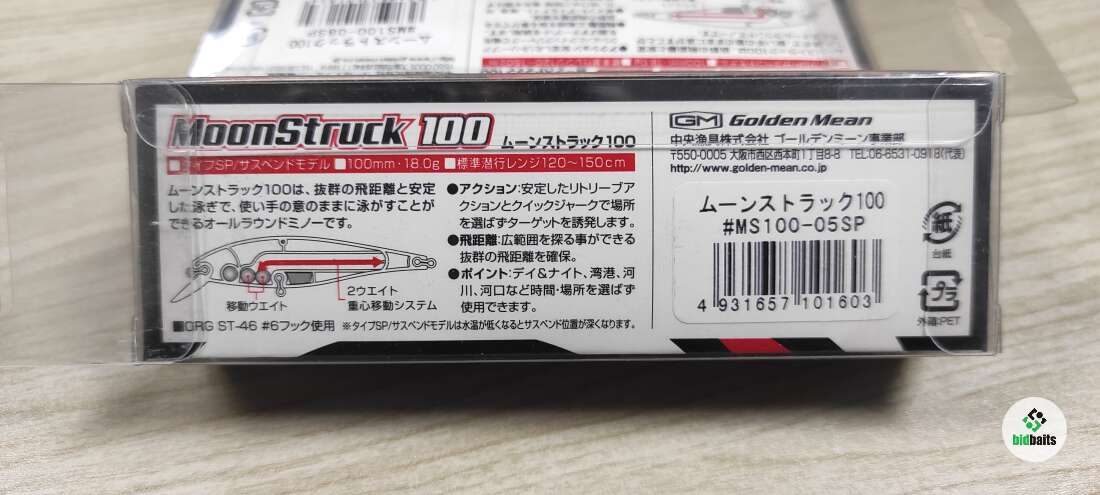 ムーンストラック100
#MS100-05SP
MoonStruck 100 ムーンストラック100
■タイプSP/サスペンドモデル ■100mm・18.0g ■標準潜行レンジ120~150cm
ムーンストラック100は、抜群の飛距離と安定
した泳ぎで、使い手の意のままに泳がすことが
できるオールラウンドミノーです。
移動ウエイト
2ウエイト
重心移動システム
●アクション:安定したリトリーブア
クションとクイックジャークで場所
を選ばずターゲットを誘発します。
●飛距離:広範囲を探る事ができる
抜群の飛距離を確保。
●ポイント:デイ&ナイト、湾港、河
川、河口など時間・場所を選ばず
使用できます。
■GRG ST-46 #6フック使用 ※タイプSP/サスペンドモデルは水温が低くなるとサスペンド位置が深くなります。
GM Golden Mean
中央漁具株式会社 ゴールデンミーン事業部
〒550-0005 大阪市西区西本町1丁目8-8 TEL.06-6531-0918(代表)
http://www.golden-mean.co.jp
ムーンストラック100
#MS100-05SP
4 931657 101603
紙
台紙
プラ
外箱:PET
bidbaits